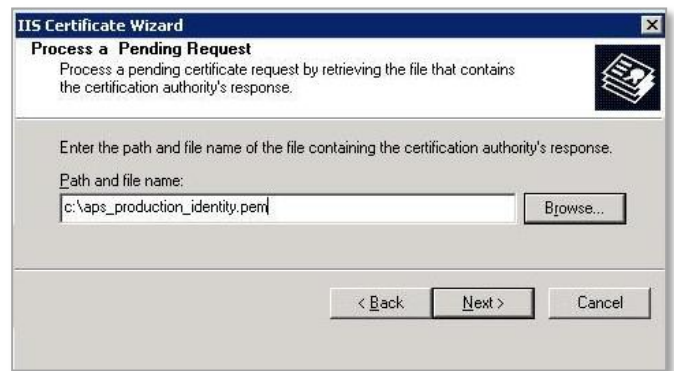 IIS Certificate Wizard
Process a Pending Request
Process a pending certificate request by retrieving the file that contains
the certification authority's response.
Enter the path and file name of the file containing the certification authority's response.
Path and file name:
c:\aps_production_identity.pem
Browse...
< Back
Next >
Cancel